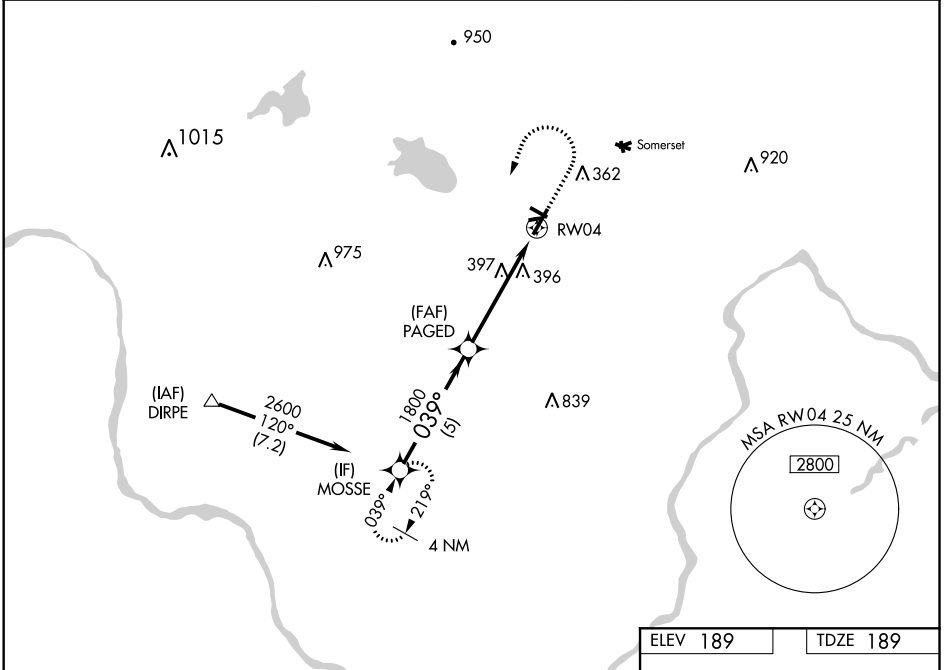 950
1015
Somerset
920
362
RW04
975
397
396
(FAF)
PAGED
(IAF)
DIRPE
2600
120°
(7.2)
1800
039°
(5)
839
(IF)
MOSSE
039°
219°
4 NM
MSA RW04 25 NM
2800
ELEV 189
TDZE 189